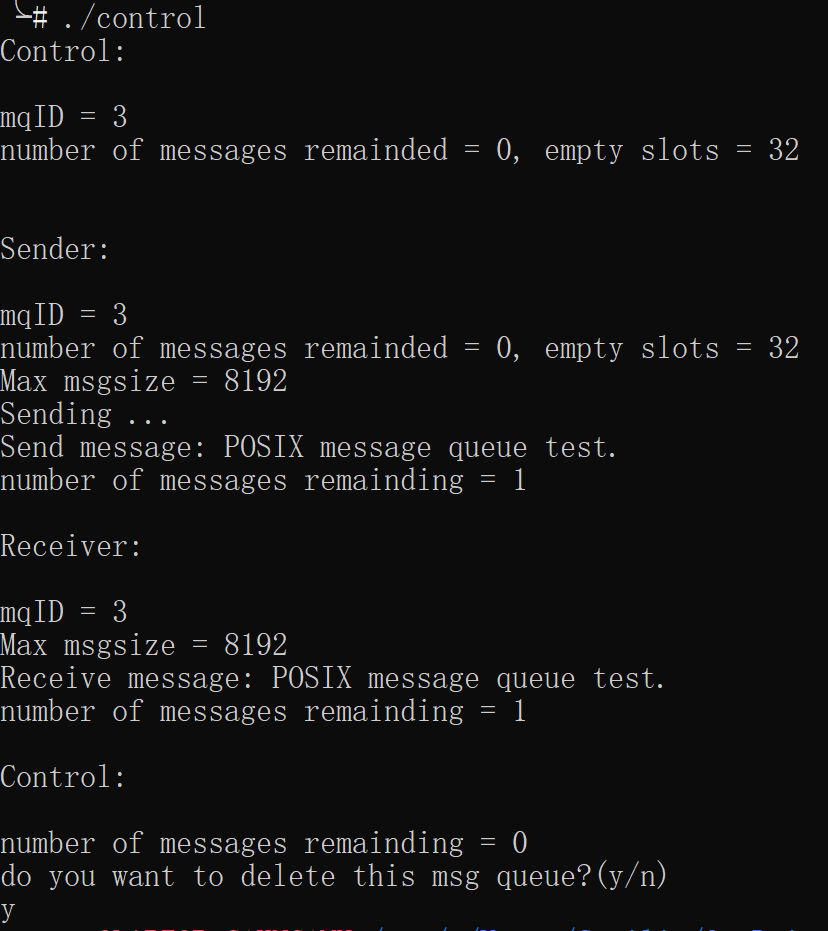 # ./control
Control:
mqID = 3
number of messages remainded = 0, empty slots = 32
Sender:
mqID = 3
number of messages remainded = 0, empty slots = 32
Max msgsize = 8192
Sending ...
Send message: POSIX message queue test.
number of messages remainding = 1
Receiver:
mqID = 3
Max msgsize = 8192
Receive message: POSIX message queue test.
number of messages remainding = 1
Control:
number of messages remainding = 0
do you want to delete this msg queue?(y/n)
y